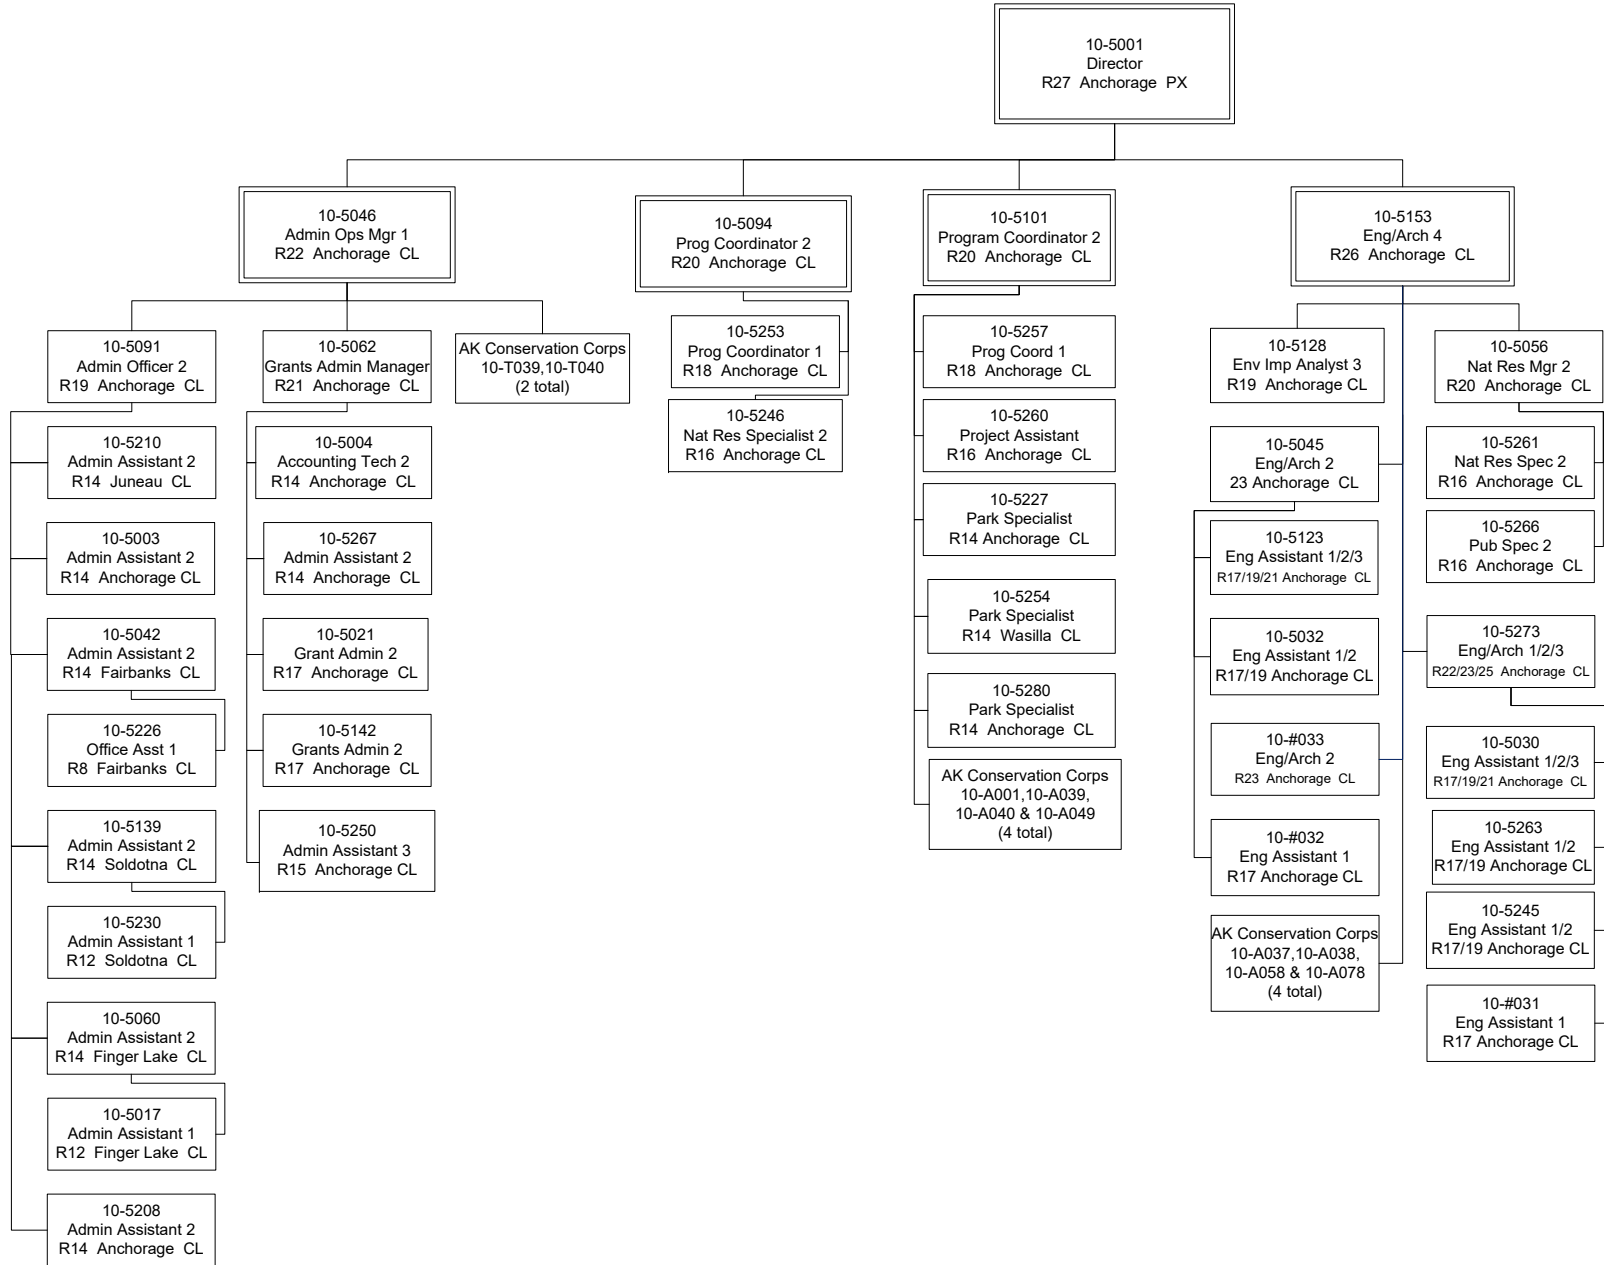 10-5001
Director
R27 Anchorage PX
10-5046
Admin Ops Mgr 1
R22 Anchorage CL
10-5094
Prog Coordinator 2
R20 Anchorage CL
10-5101
Program Coordinator 2
R20 Anchorage CL
10-5153
Eng/Arch 4
R26 Anchorage CL
10-5091
Admin Officer 2
R19 Anchorage CL
10-5210
Admin Assistant 2
R14 Juneau CL
10-5003
Admin Assistant 2
R14 Anchorage CL
10-5042
Admin Assistant 2
R14 Fairbanks CL
10-5226
Office Asst 1
R8 Fairbanks CL
10-5139
Admin Assistant 2
R14 Soldotna CL
10-5230
Admin Assistant 1
R12 Soldotna CL
10-5060
Admin Assistant 2
R14 Finger Lake CL
10-5017
Admin Assistant 1
R12 Finger Lake CL
10-5208
Admin Assistant 2
R14 Anchorage CL
10-5062
Grants Admin Manager
R21 Anchorage CL
10-5004
Accounting Tech 2
R14 Anchorage CL
10-5267
Admin Assistant 2
R14 Anchorage CL
10-5021
Grant Admin 2
R17 Anchorage CL
10-5142
Grants Admin 2
R17 Anchorage CL
10-5250
Admin Assistant 3
R15 Anchorage CL
AK Conservation Corps
10-T039,10-T040
(2 total)
10-5253
Prog Coordinator 1
R18 Anchorage CL
10-5246
Nat Res Specialist 2
R16 Anchorage CL
10-5257
Prog Coord 1
R18 Anchorage CL
10-5260
Project Assistant
R16 Anchorage CL
10-5227
Park Specialist
R14 Anchorage CL
10-5254
Park Specialist
R14 Wasilla CL
10-5280
Park Specialist
R14 Anchorage CL
AK Conservation Corps
10-A001,10-A039,
10-A040 & 10-A049
(4 total)
10-5128
Env Imp Analyst 3
R19 Anchorage CL
10-5045
Eng/Arch 2
23 Anchorage CL
10-5123
Eng Assistant 1/2/3
R17/19/21 Anchorage CL
10-5032
Eng Assistant 1/2
R17/19 Anchorage CL
10-#033
Eng/Arch 2
R23 Anchorage CL
10-#032
Eng Assistant 1
R17 Anchorage CL
AK Conservation Corps
10-A037,10-A038,
10-A058 & 10-A078
(4 total)
10-5056
Nat Res Mgr 2
R20 Anchorage CL
10-5261
Nat Res Spec 2
R16 Anchorage CL
10-5266
Pub Spec 2
R16 Anchorage CL
10-5273
Eng/Arch 1/2/3
R22/23/25 Anchorage CL
10-5030
Eng Assistant 1/2/3
R17/19/21 Anchorage CL
10-5263
Eng Assistant 1/2
R17/19 Anchorage CL
10-5245
Eng Assistant 1/2
R17/19 Anchorage CL
10-#031
Eng Assistant 1
R17 Anchorage CL